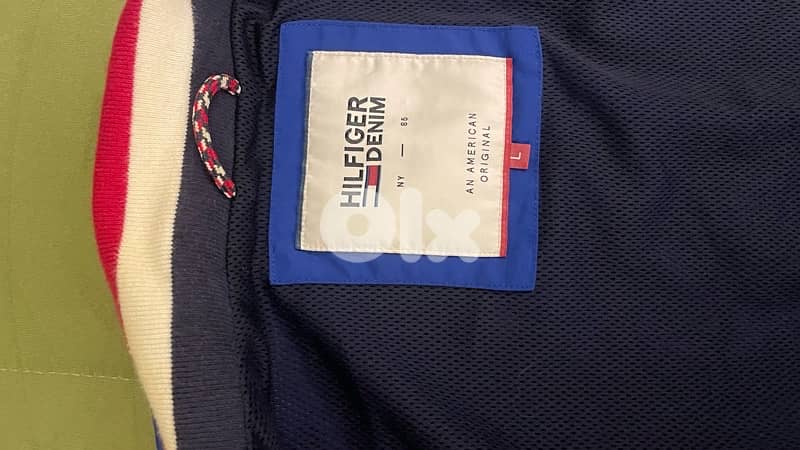 HILFIGER
DENIM
NY — 85
AN AMERICAN
ORIGINAL
L
olx